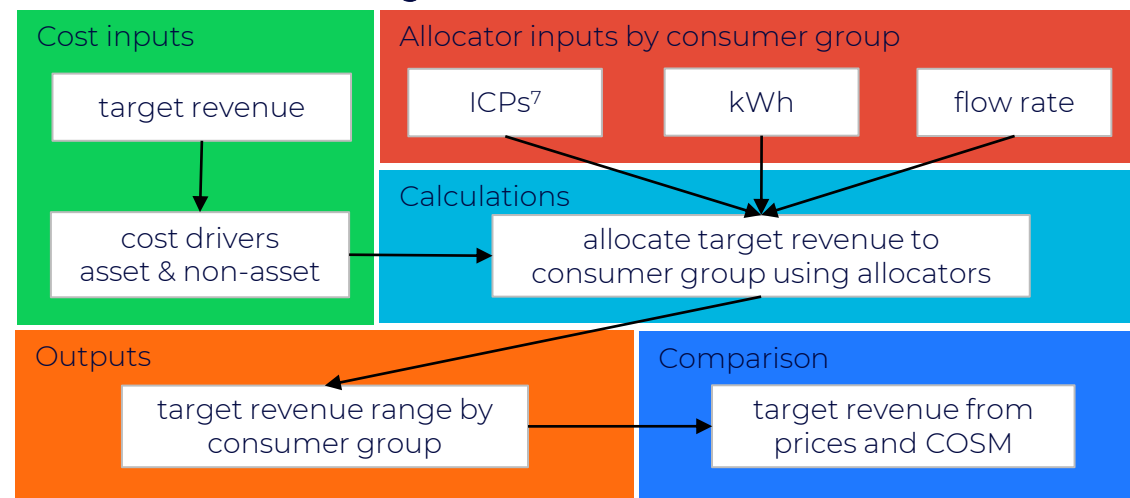 Cost inputs
target revenue
cost drivers
asset & non-asset
Allocator inputs by consumer group
ICPs⁷
kWh
flow rate
Calculations
allocate target revenue to
consumer group using allocators
Outputs
target revenue range by
consumer group
Comparison
target revenue from
prices and COSM